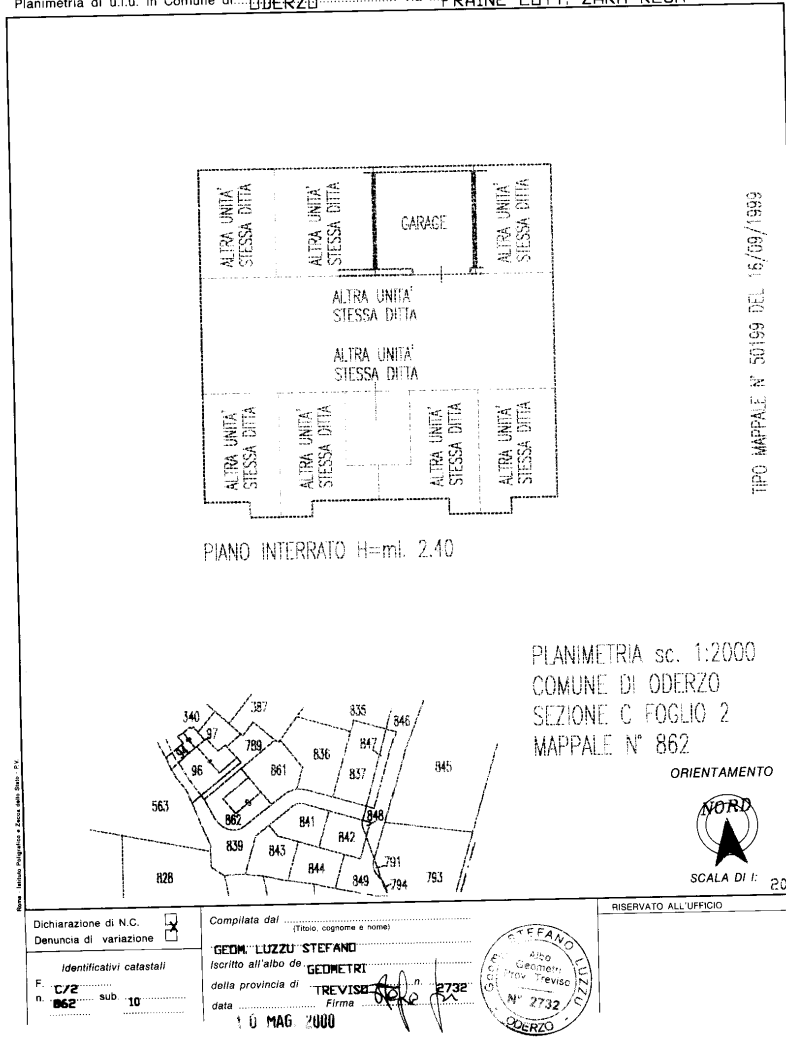 Planimetria di u.i.u. in Comune di ODERZO via FRAINE LOTT. ZARA RESA
ALTRA UNITA'
STESSA DITTA
ALTRA UNITA'
STESSA DITTA
GARAGE
ALTRA UNITA'
STESSA DITTA
ALTRA UNITA'
STESSA DITTA
ALTRA UNITA'
STESSA DITTA
ALTRA UNITA'
STESSA DITTA
ALTRA UNITA'
STESSA DITTA
ALTRA UNITA'
STESSA DITTA
ALTRA UNITA'
STESSA DITTA
PIANO INTERRATO H=ml. 2.40
TIPO MAPPALE N° 50199 DEL 16/09/1999
PLANIMETRIA sc. 1:2000
COMUNE DI ODERZO
SEZIONE C FOGLIO 2
MAPPALE N° 862
ORIENTAMENTO
NORD
SCALA DI 1: 20
340
387
97
94
96
789
861
836
835
847
837
846
845
563
862
839
841
842
848
843
844
849
791
794
793
828
Roma - Istituto Poligrafico e Zecca dello Stato - P.V.
Dichiarazione di N.C.
Denuncia di variazione X
Identificativi catastali
F. C/2
n. 862 sub. 10
Compilata dal
(Titolo, cognome e nome)
GEOM. LUZZU STEFANO
Iscritto all'albo de GEOMETRI
della provincia di TREVISO n. 2732
data Firma
10 MAG. 2000
STEFANO LUZZU
Geom.
Albo
Geometri
Prov. Treviso
N° 2732
ODERZO
RISERVATO ALL'UFFICIO